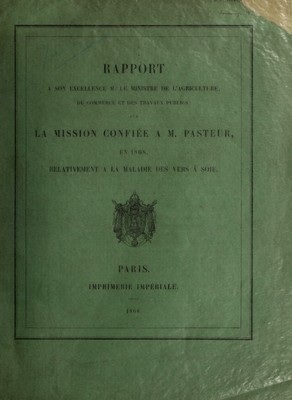 RAPPORT
A SON EXCELLENCE M. LE MINISTRE DE L'AGRICULTURE,
DU COMMERCE ET DES TRAVAUX PUBLICS
SUR
LA MISSION CONFIÉE A M. PASTEUR,
EN
RELATIVEMENT A LA MALADIE DES VERS À SOIE.
PARIS.
IMPRIMERIE IMPÉRIALE.